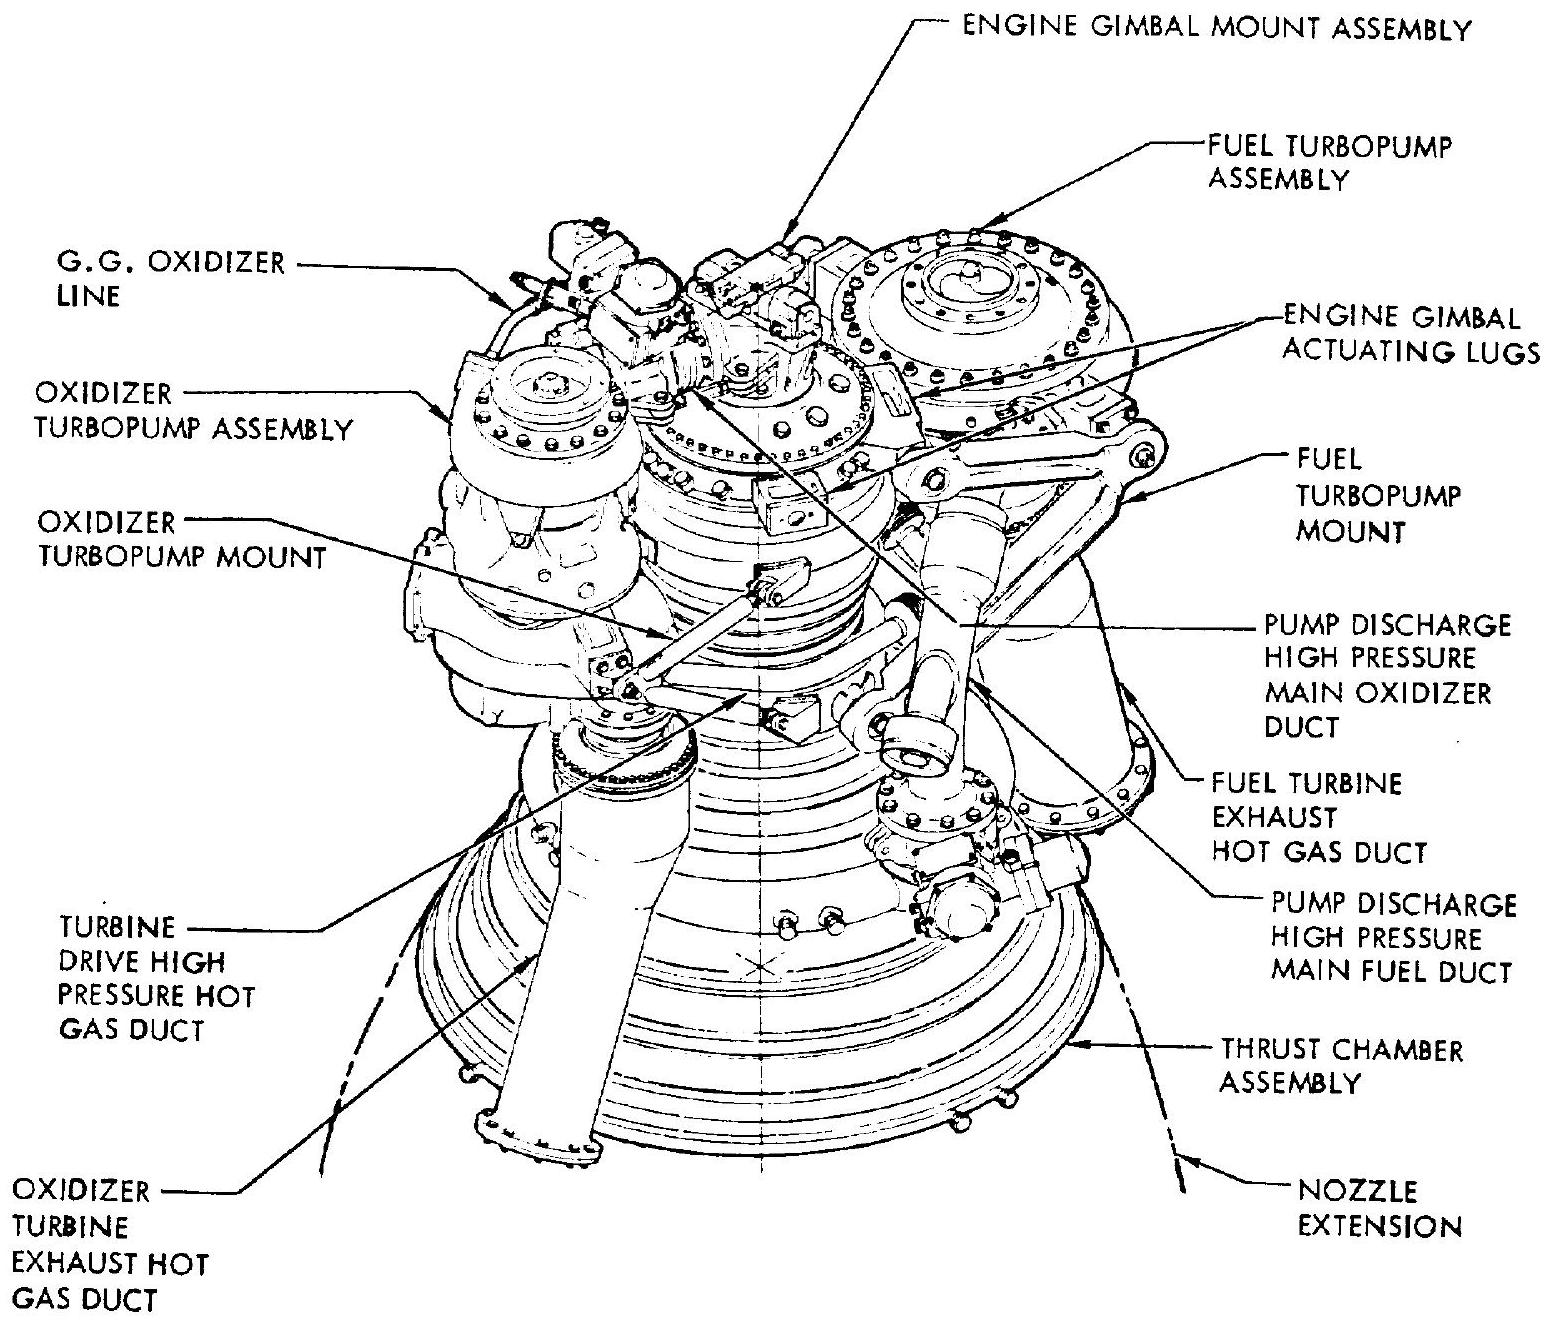 ENGINE GIMBAL MOUNT ASSEMBLY
FUEL TURBOPUMP
ASSEMBLY
G.G. OXIDIZER
LINE
ENGINE GIMBAL
ACTUATING LUGS
OXIDIZER
TURBOPUMP ASSEMBLY
FUEL
TURBOPUMP
MOUNT
OXIDIZER
TURBOPUMP MOUNT
PUMP DISCHARGE
HIGH PRESSURE
MAIN OXIDIZER
DUCT
FUEL TURBINE
EXHAUST
HOT GAS DUCT
TURBINE
DRIVE HIGH
PRESSURE HOT
GAS DUCT
PUMP DISCHARGE
HIGH PRESSURE
MAIN FUEL DUCT
THRUST CHAMBER
ASSEMBLY
OXIDIZER
TURBINE
EXHAUST HOT
GAS DUCT
NOZZLE
EXTENSION